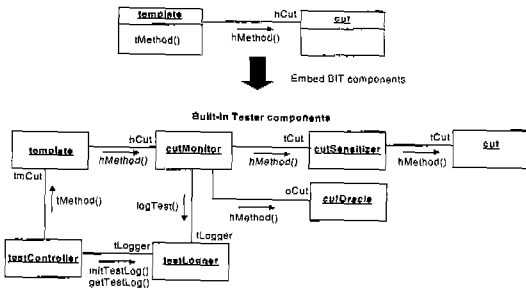 template
hCut
cut
tMethod()
hMethod()
Embed BIT components
Built-In Tester components
template
hCut
hMethod()
cutMonitor
tCut
hMethod()
cutSensitizer
tCut
hMethod()
cut
tmCut
tMethod()
logTest()
oCut
hMethod()
cutOracle
testController
tLogger
initTestLog()
getTestLog()
tLogger
testLogger